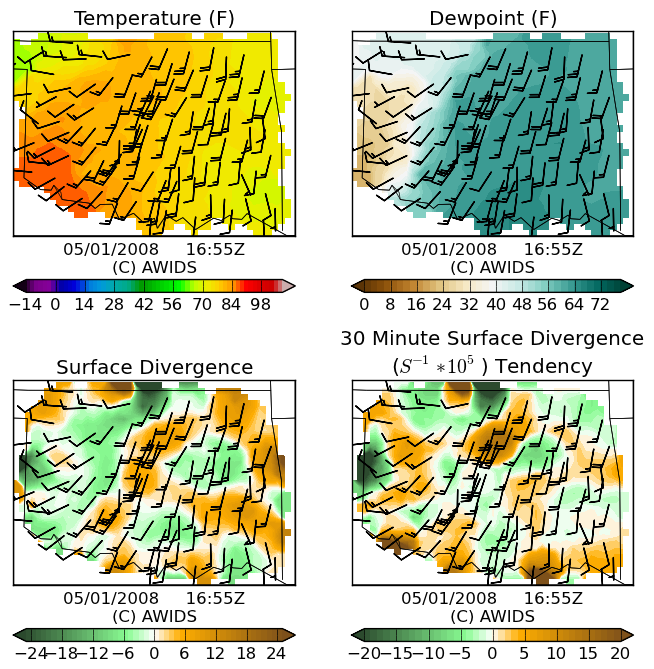 Temperature (F)
Dewpoint (F)
05/01/2008 16:55Z
(C) AWIDS
05/01/2008 16:55Z
(C) AWIDS
−14 0 14 28 42 56 70 84 98
0 8 16 24 32 40 48 56 64 72
Surface Divergence
30 Minute Surface Divergence
(S⁻¹ *10⁵ ) Tendency
05/01/2008 16:55Z
(C) AWIDS
05/01/2008 16:55Z
(C) AWIDS
−24−18−12 −6 0 6 12 18 24
−20−15−10 −5 0 5 10 15 20